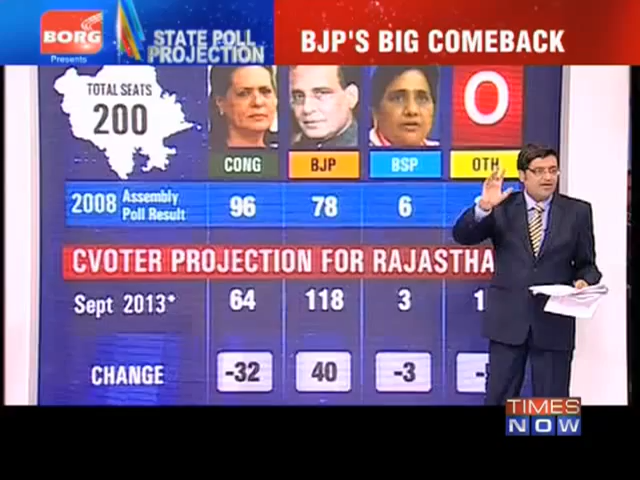 BORG
Presents
STATE POLL
PROJECTION
BJP'S BIG COMEBACK
TOTAL SEATS
200
O
CONG BJP BSP OTH
2008 Assembly Poll Result 96 78 6
CVOTER PROJECTION FOR RAJASTHA
Sept 2013* 64 118 3 1
CHANGE -32 40 -3 -
TIMES
NOW